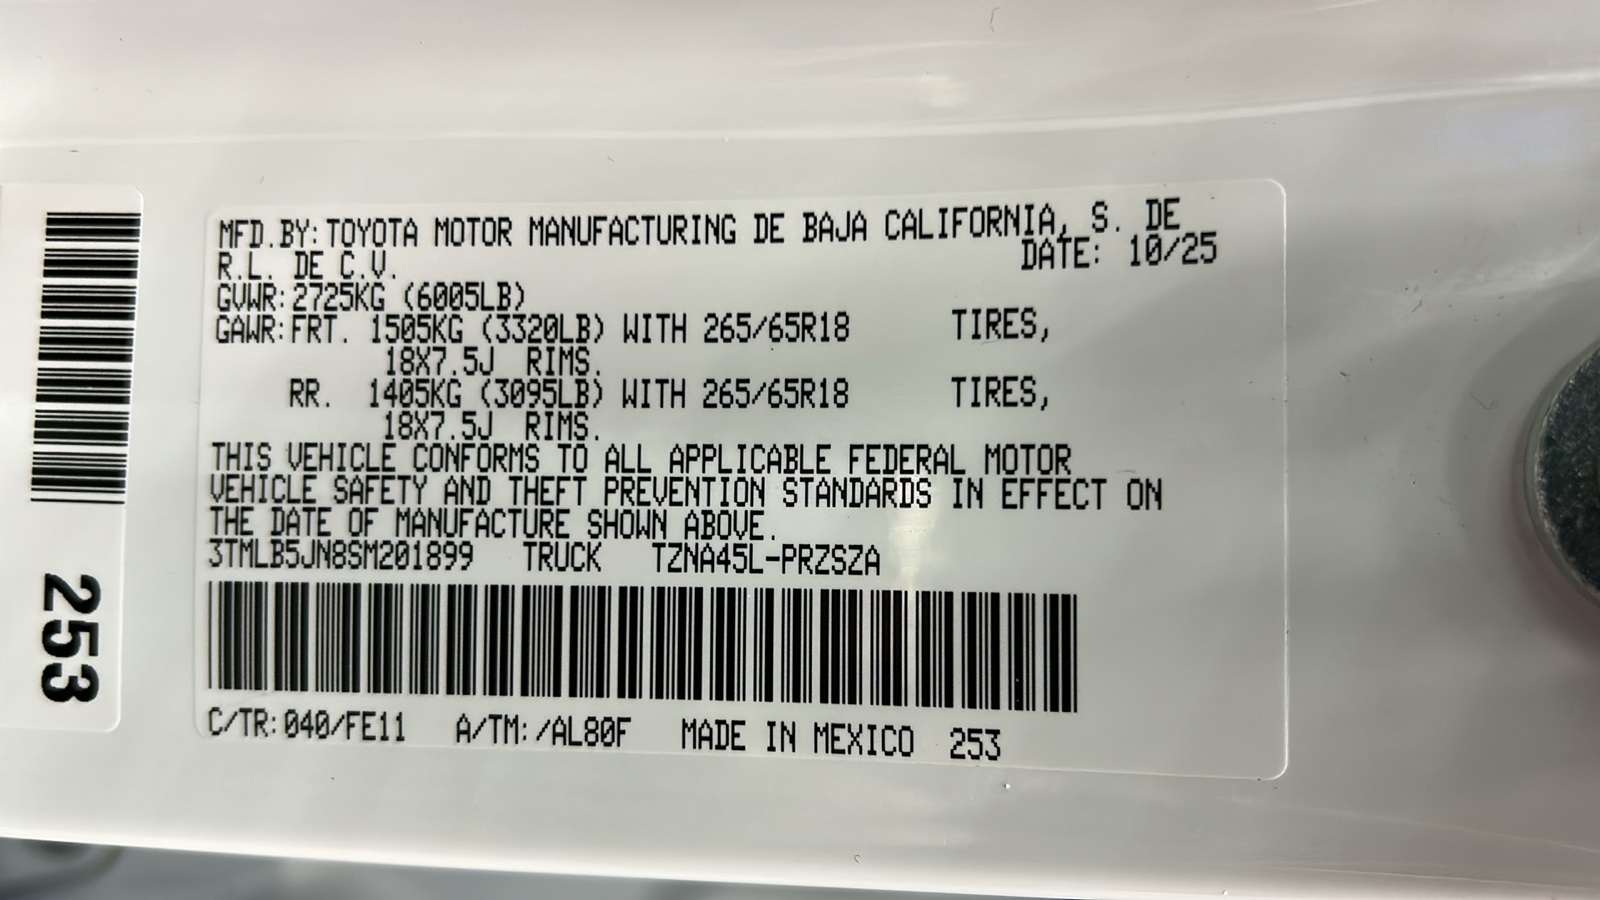 MFD.BY:TOYOTA MOTOR MANUFACTURING DE BAJA CALIFORNIA, S. DE
R.L. DE C.V. DATE: 10/25
GVWR:2725KG (6005LB)
GAWR:FRT. 1505KG (3320LB) WITH 265/65R18 TIRES,
18X7.5J RIMS.
RR. 1405KG (3095LB) WITH 265/65R18 TIRES,
18X7.5J RIMS.
THIS VEHICLE CONFORMS TO ALL APPLICABLE FEDERAL MOTOR
VEHICLE SAFETY AND THEFT PREVENTION STANDARDS IN EFFECT ON
THE DATE OF MANUFACTURE SHOWN ABOVE.
3TMLB5JN8SM201899 TRUCK TZNA45L-PRZSZA
C/TR:040/FE11 A/TM:/AL80F MADE IN MEXICO 253
253